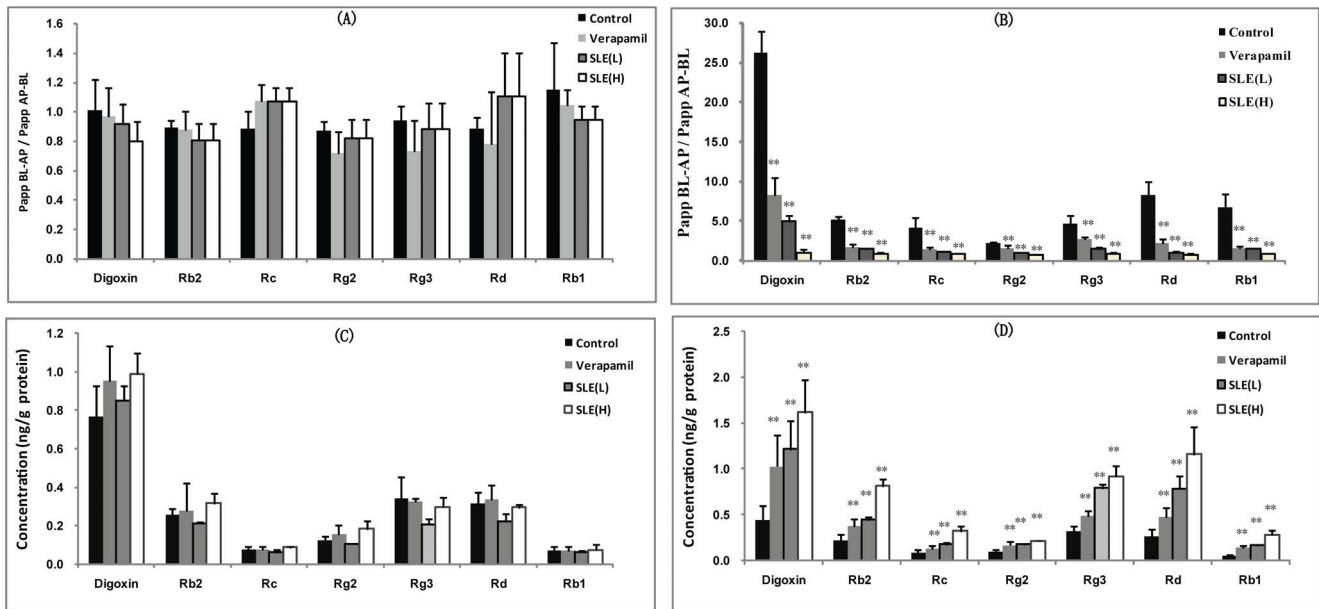 (A)
Papp BL-AP / Papp AP-BL
1.6
1.4
1.2
1.0
0.8
0.6
0.4
0.2
0.0
Control
Verapamil
SLE(L)
SLE(H)
Digoxin Rb2 Rc Rg2 Rg3 Rd Rb1
(B)
Papp BL-AP / Papp AP-BL
30.0
25.0
20.0
15.0
10.0
5.0
0.0
Control
Verapamil
SLE(L)
SLE(H)
** ** **
** ** **
** ** **
** ** **
** ** **
** ** **
** ** **
Digoxin Rb2 Rc Rg2 Rg3 Rd Rb1
(C)
Concentration (ng/g protein)
1.2
1.0
0.8
0.6
0.4
0.2
0.0
Control
Verapamil
SLE(L)
SLE(H)
Digoxin Rb2 Rc Rg2 Rg3 Rd Rb1
(D)
Concentration (ng/g protein)
2.5
2.0
1.5
1.0
0.5
0.0
Control
Verapamil
SLE(L)
SLE(H)
** ** **
** ** **
** ** **
** ** **
** ** **
** ** **
** ** **
Digoxin Rb2 Rc Rg2 Rg3 Rd Rb1